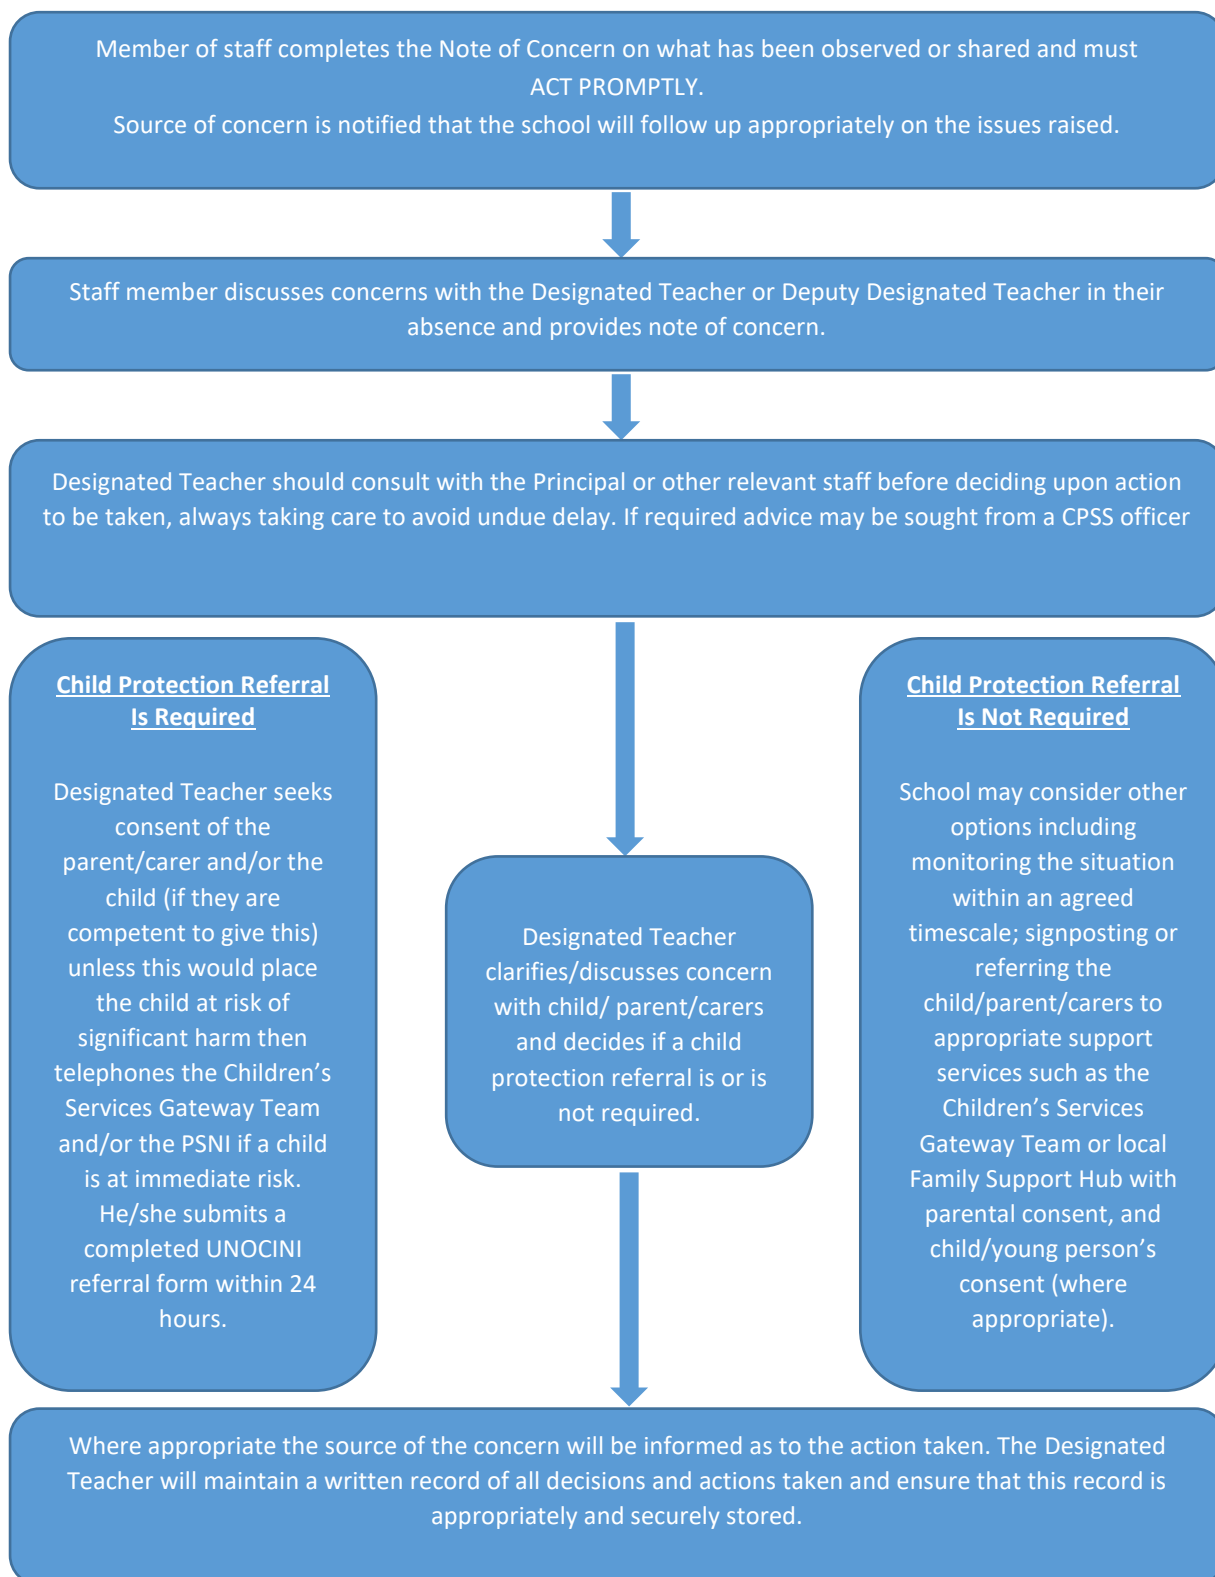 Member of staff completes the Note of Concern on what has been observed or shared and must
ACT PROMPTLY.
Source of concern is notified that the school will follow up appropriately on the issues raised.
Staff member discusses concerns with the Designated Teacher or Deputy Designated Teacher in their
absence and provides note of concern.
Designated Teacher should consult with the Principal or other relevant staff before deciding upon action
to be taken, always taking care to avoid undue delay. If required advice may be sought from a CPSS officer
Child Protection Referral
Is Required
Designated Teacher seeks
consent of the
parent/carer and/or the
child (if they are
competent to give this)
unless this would place
the child at risk of
significant harm then
telephones the Children’s
Services Gateway Team
and/or the PSNI if a child
is at immediate risk.
He/she submits a
completed UNOCINI
referral form within 24
hours.
Designated Teacher
clarifies/discusses concern
with child/ parent/carers
and decides if a child
protection referral is or is
not required.
Child Protection Referral
Is Not Required
School may consider other
options including
monitoring the situation
within an agreed
timescale; signposting or
referring the
child/parent/carers to
appropriate support
services such as the
Children’s Services
Gateway Team or local
Family Support Hub with
parental consent, and
child/young person’s
consent (where
appropriate).
Where appropriate the source of the concern will be informed as to the action taken. The Designated
Teacher will maintain a written record of all decisions and actions taken and ensure that this record is
appropriately and securely stored.